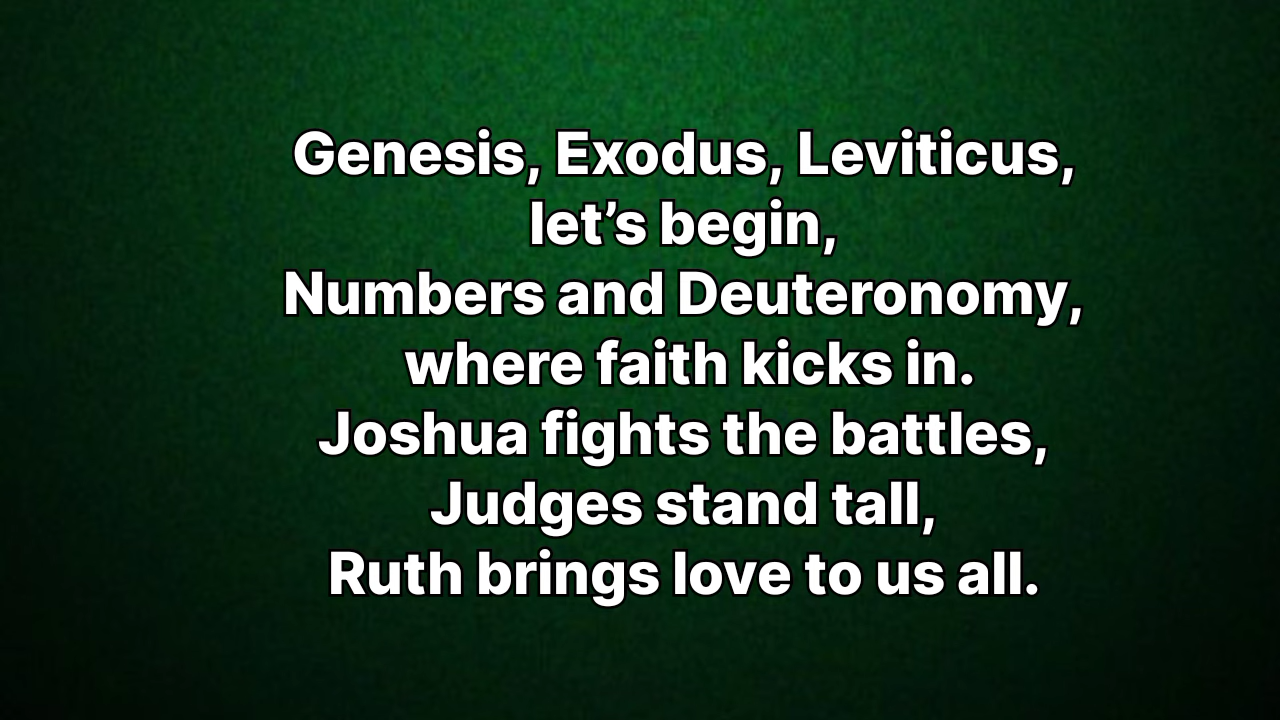 Genesis, Exodus, Leviticus,
let’s begin,
Numbers and Deuteronomy,
where faith kicks in.
Joshua fights the battles,
Judges stand tall,
Ruth brings love to us all.